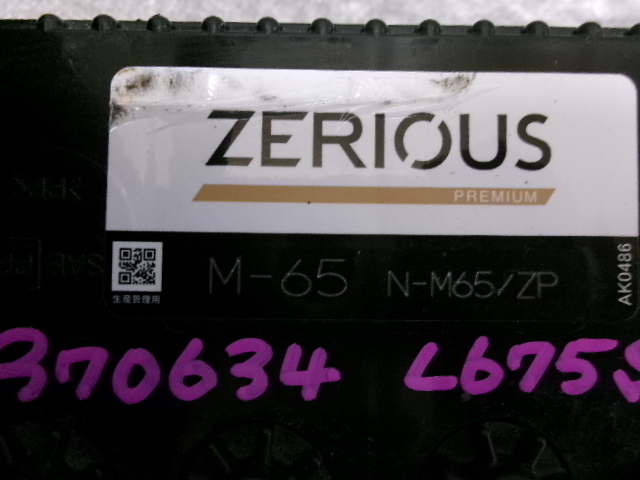 ZERIOUS
PREMIUM
M-65 N-M65/ZP
生産管理用
AK0486
370634 L675S